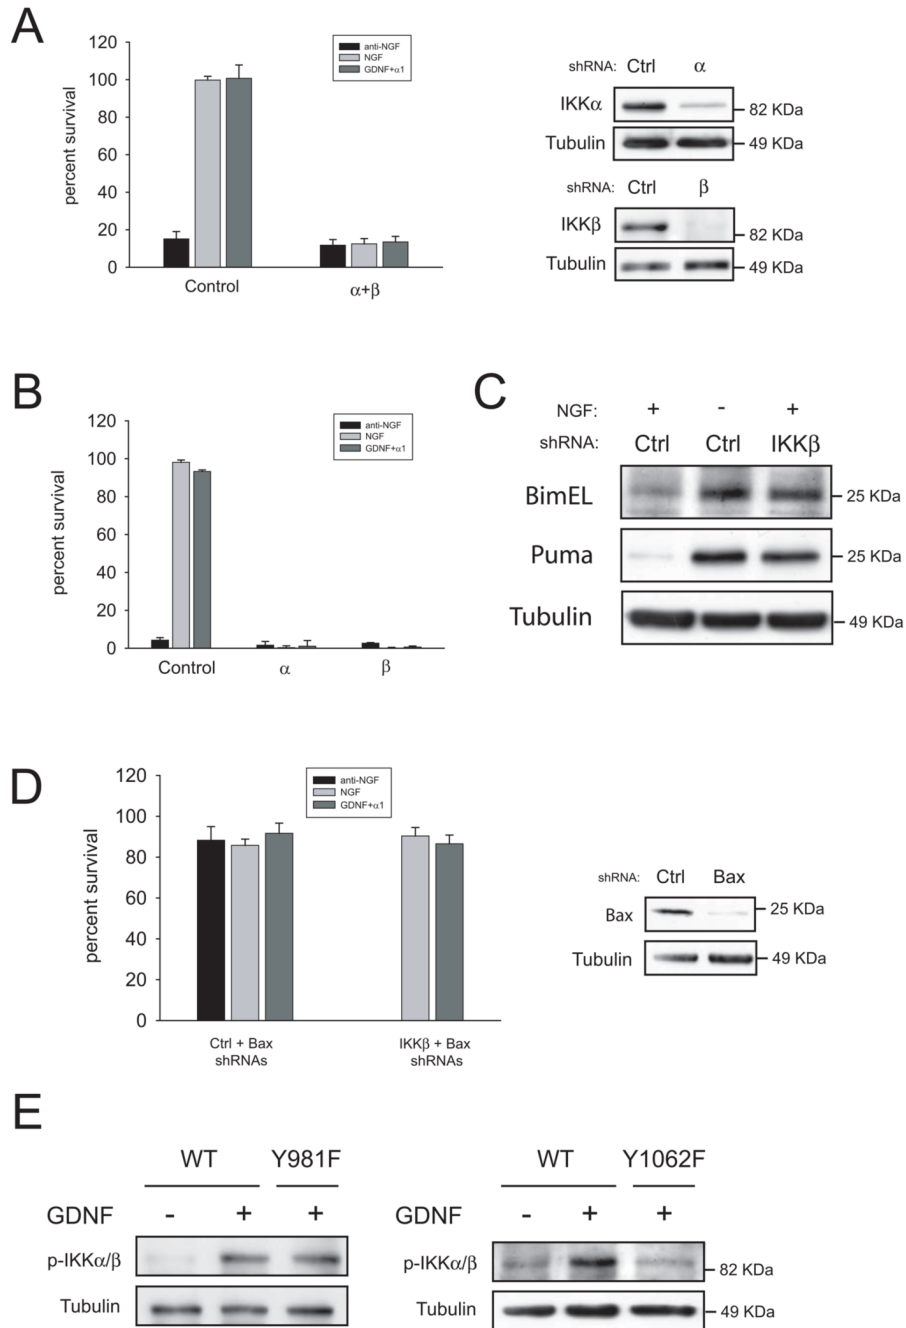 A
120
100
80
60
40
20
0
percent survival
anti-NGF
NGF
GDNF+α1
Control α+β
shRNA: Ctrl α
IKKα 82 KDa
Tubulin 49 KDa
shRNA: Ctrl β
IKKβ 82 KDa
Tubulin 49 KDa
B
120
100
80
60
40
20
0
percent survival
anti-NGF
NGF
GDNF+α1
Control α β
C
NGF: + - +
shRNA: Ctrl Ctrl IKKβ
BimEL 25 KDa
Puma 25 KDa
Tubulin 49 KDa
D
120
100
80
60
40
20
0
percent survival
anti-NGF
NGF
GDNF+α1
Ctrl + Bax
shRNAs
IKKβ + Bax
shRNAs
shRNA: Ctrl Bax
Bax 25 KDa
Tubulin 49 KDa
E
WT Y981F
GDNF - + +
p-IKKα/β
Tubulin
WT Y1062F
GDNF - + +
p-IKKα/β 82 KDa
Tubulin 49 KDa